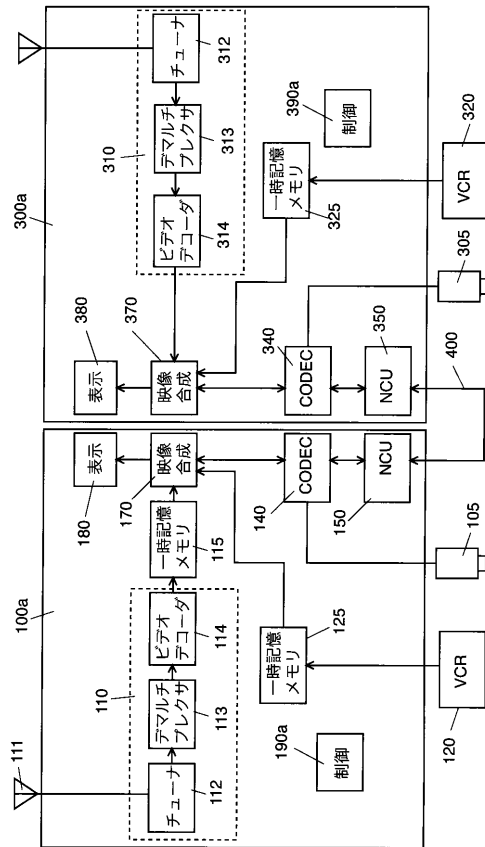 100a
111
110
チューナ
112
デマルチ
プレクサ
113
ビデオ
デコーダ
114
一時記憶
メモリ
115
映像
合成
170
表示
180
190a
制御
一時記憶
メモリ
125
CODEC
140
NCU
150
VCR
120
105
300a
380
表示
370
映像
合成
310
ビデオ
デコーダ
314
デマルチ
プレクサ
313
チューナ
312
390a
制御
一時記憶
メモリ
325
340
CODEC
350
NCU
400
305
VCR
320